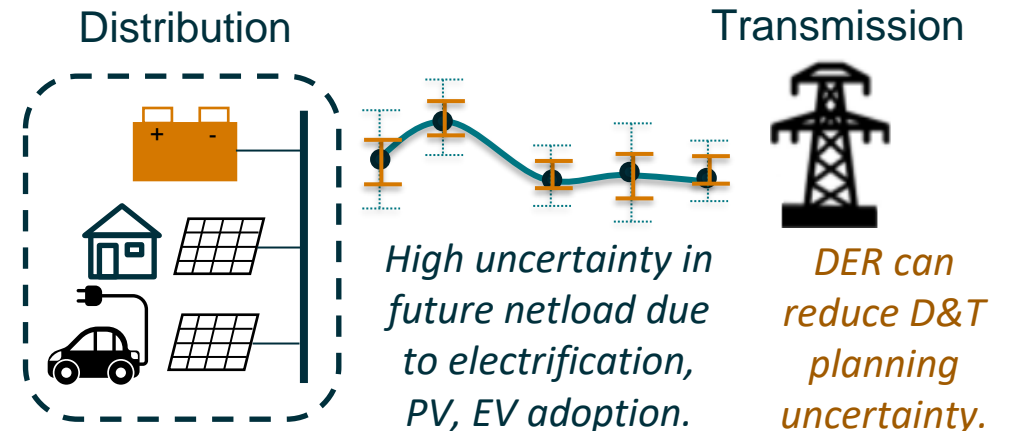 Distribution
Transmission
+ -
High uncertainty in
future netload due
to electrification,
PV, EV adoption.
DER can
reduce D&T
planning
uncertainty.